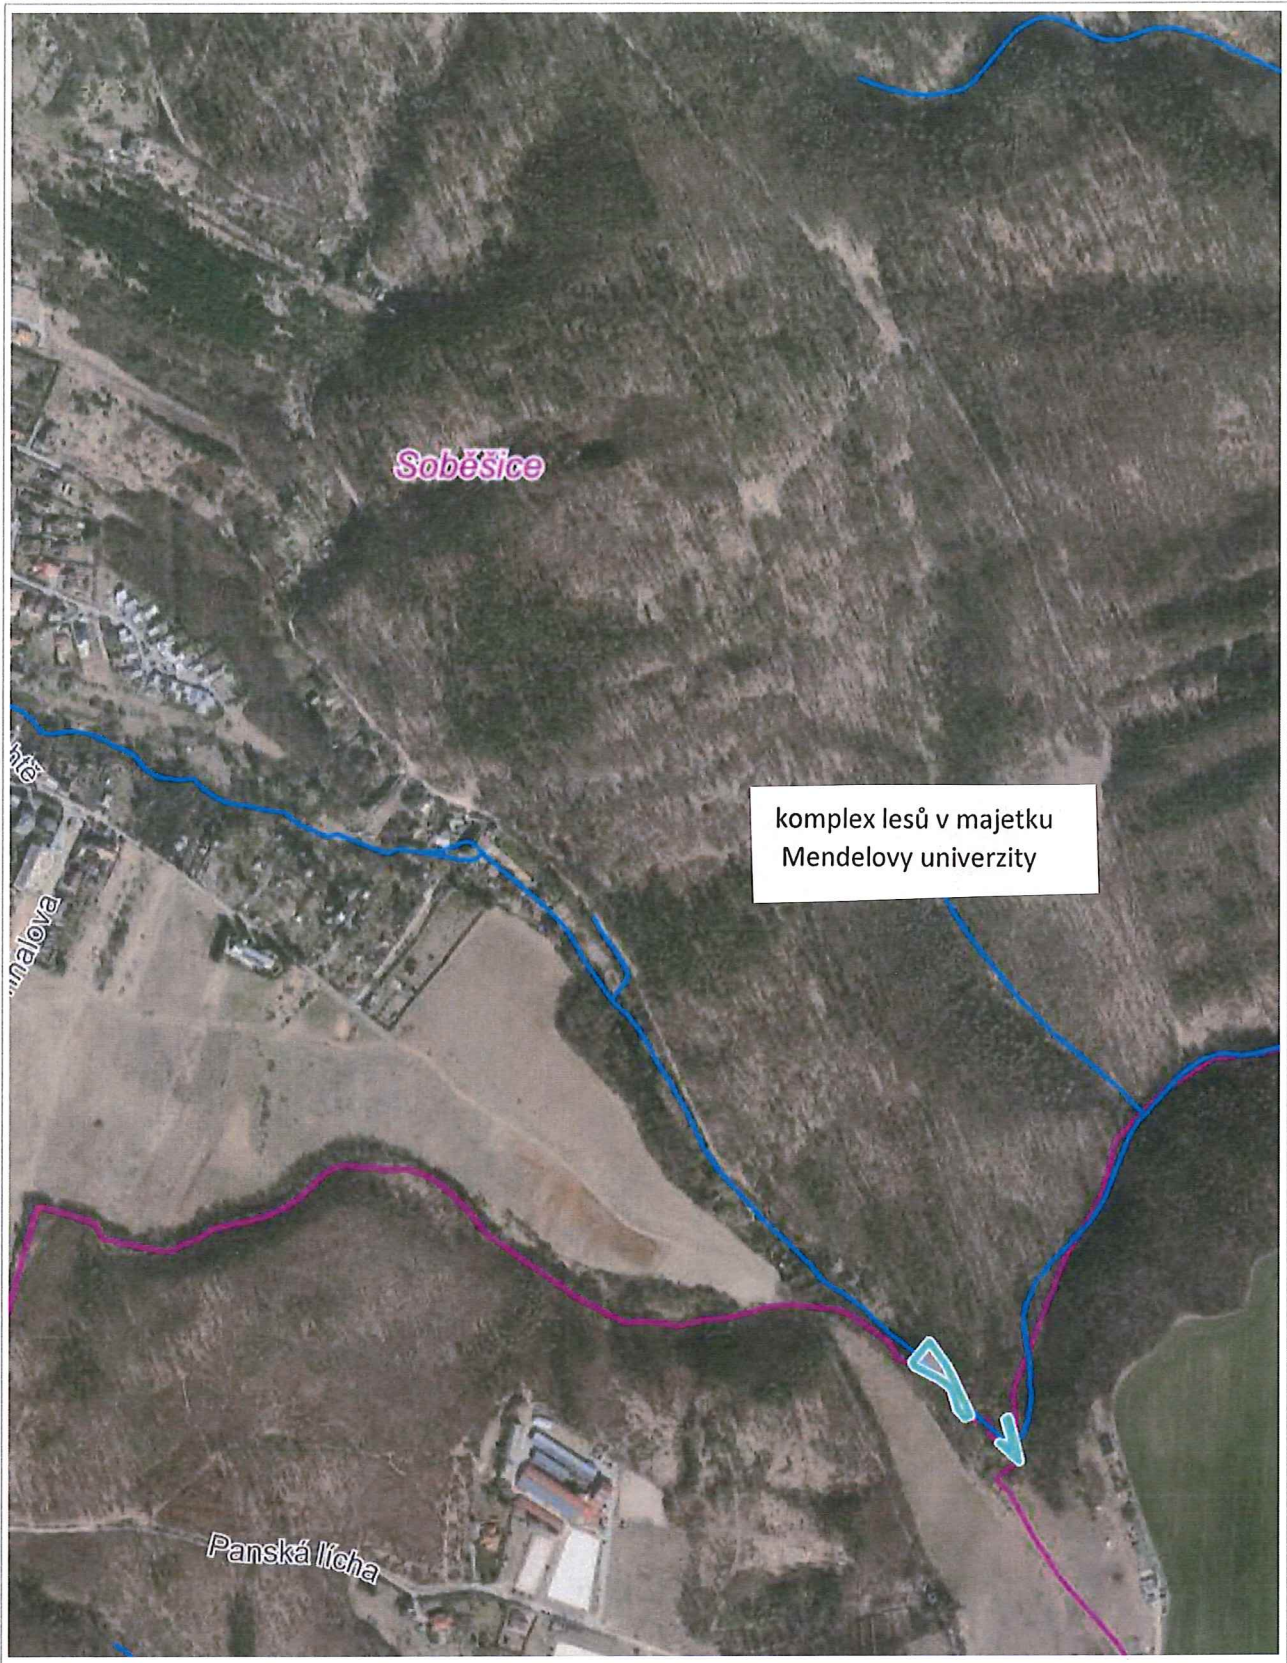 Soběšice
komplex lesů v majetku
Mendelovy univerzity
Panská lícha